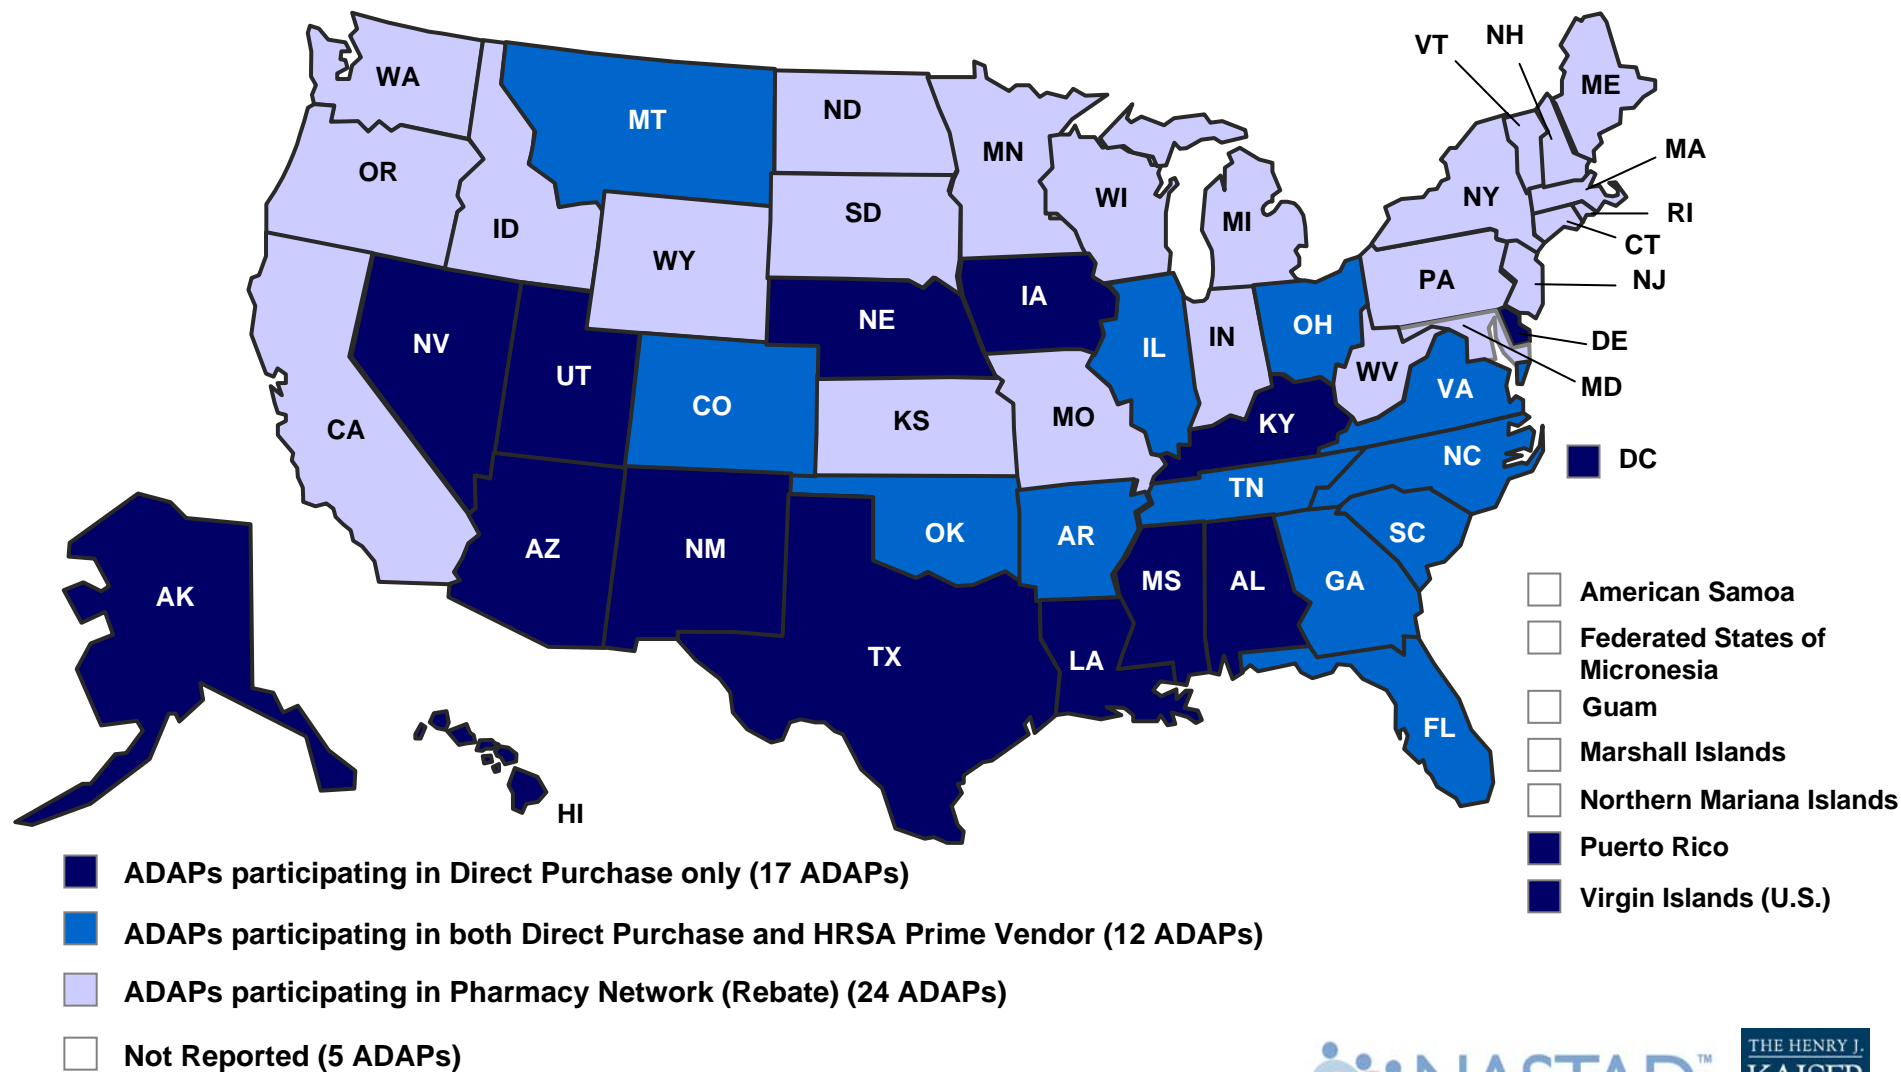 VT
NH
WA
ME
ND
MT
MN
MA
OR
WI
NY
SD
RI
MI
ID
CT
WY
PA
NJ
IA
NE
OH
IN
DE
NV
IL
WV
UT
MD
VA
CO
MO
KS
KY
CA
NC
DC
TN
OK
SC
AR
AZ
NM
MS
AL
GA
AK
American Samoa
Federated States of
Micronesia
TX
LA
Guam
FL
Marshall Islands
Northern Mariana Islands
HI
Puerto Rico
Virgin Islands (U.S.)
ADAPs participating in Direct Purchase only (17 ADAPs)
ADAPs participating in both Direct Purchase and HRSA Prime Vendor (12 ADAPs)
ADAPs participating in Pharmacy Network (Rebate) (24 ADAPs)
Not Reported (5 ADAPs)
NASTAD™
THE HENRY J.
KAISER